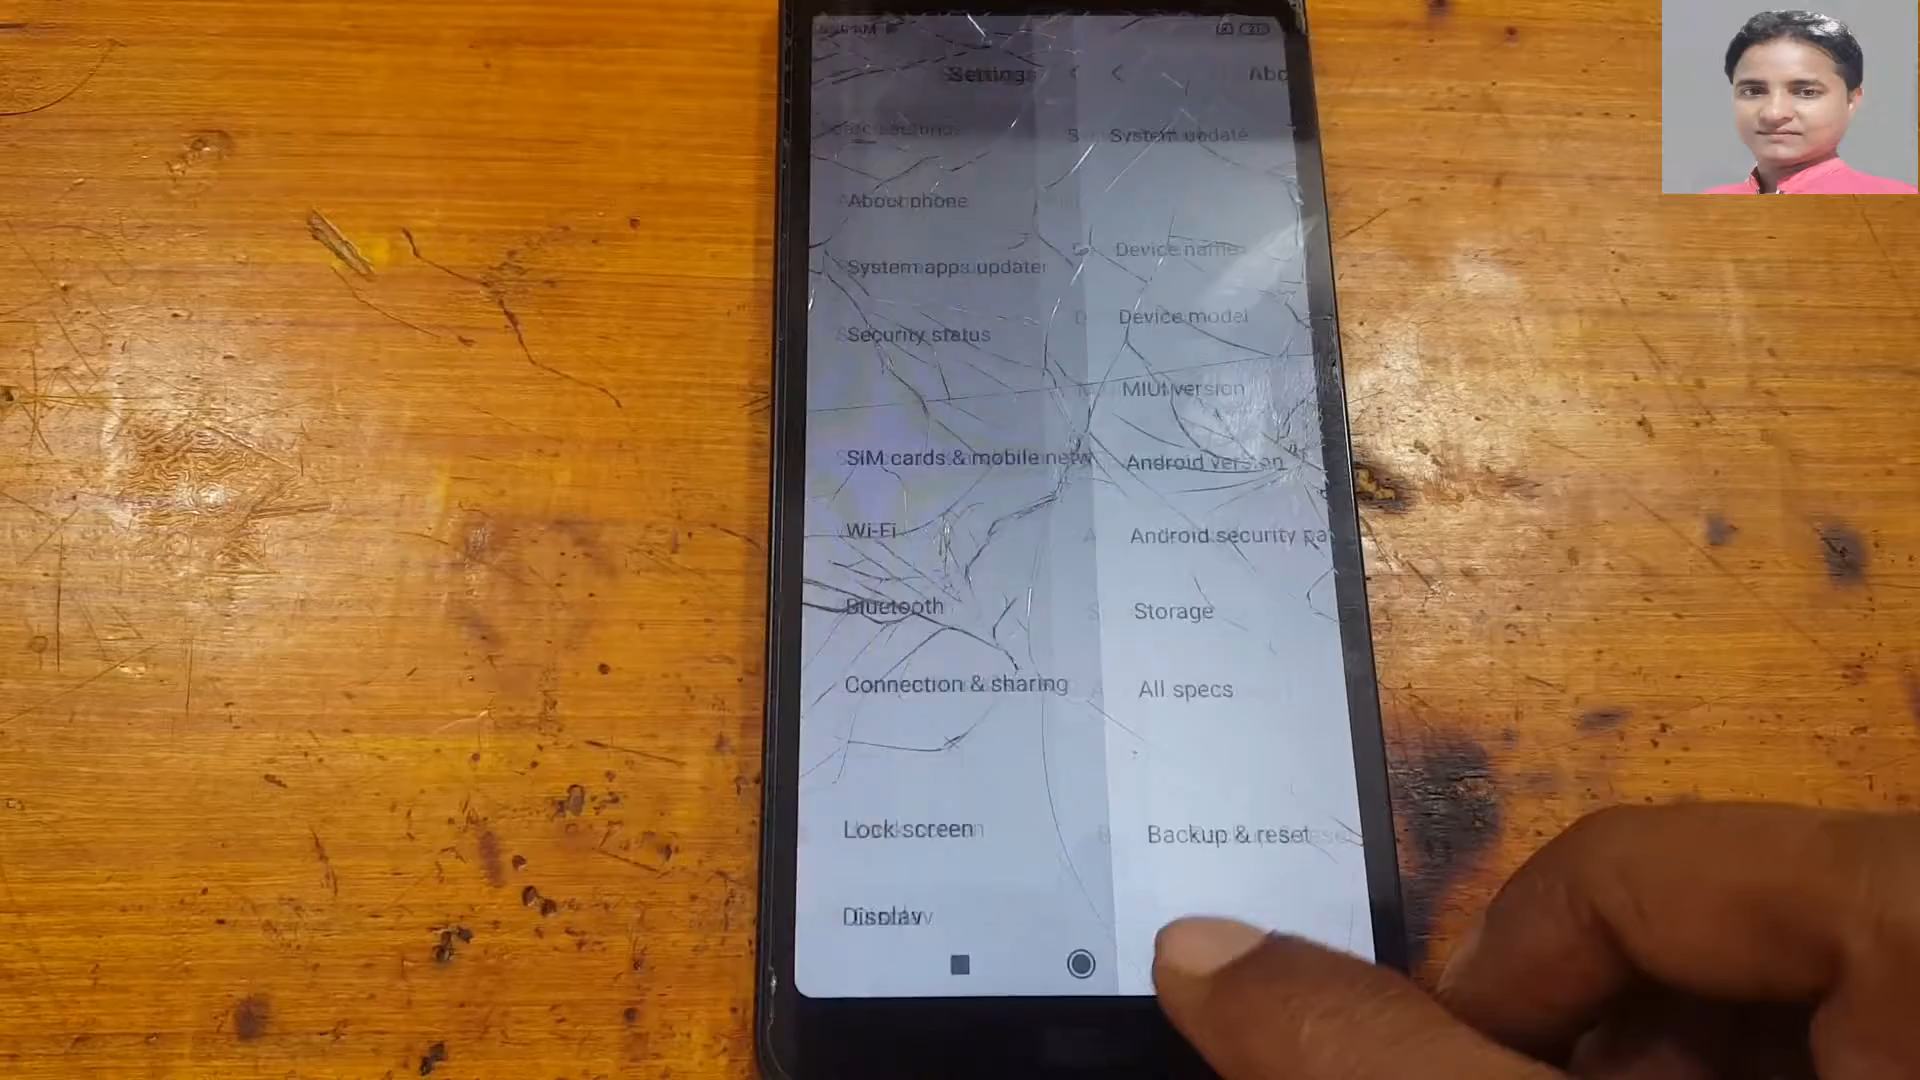 Settings
Abo
System update
About phone
Device name
System apps updater
Device model
Security status
MIUI version
SIM cards & mobile netw
Android version
Wi-Fi
Android security pa
Bluetooth
Storage
Connection & sharing
All specs
Lock screen
Backup & reset
Display